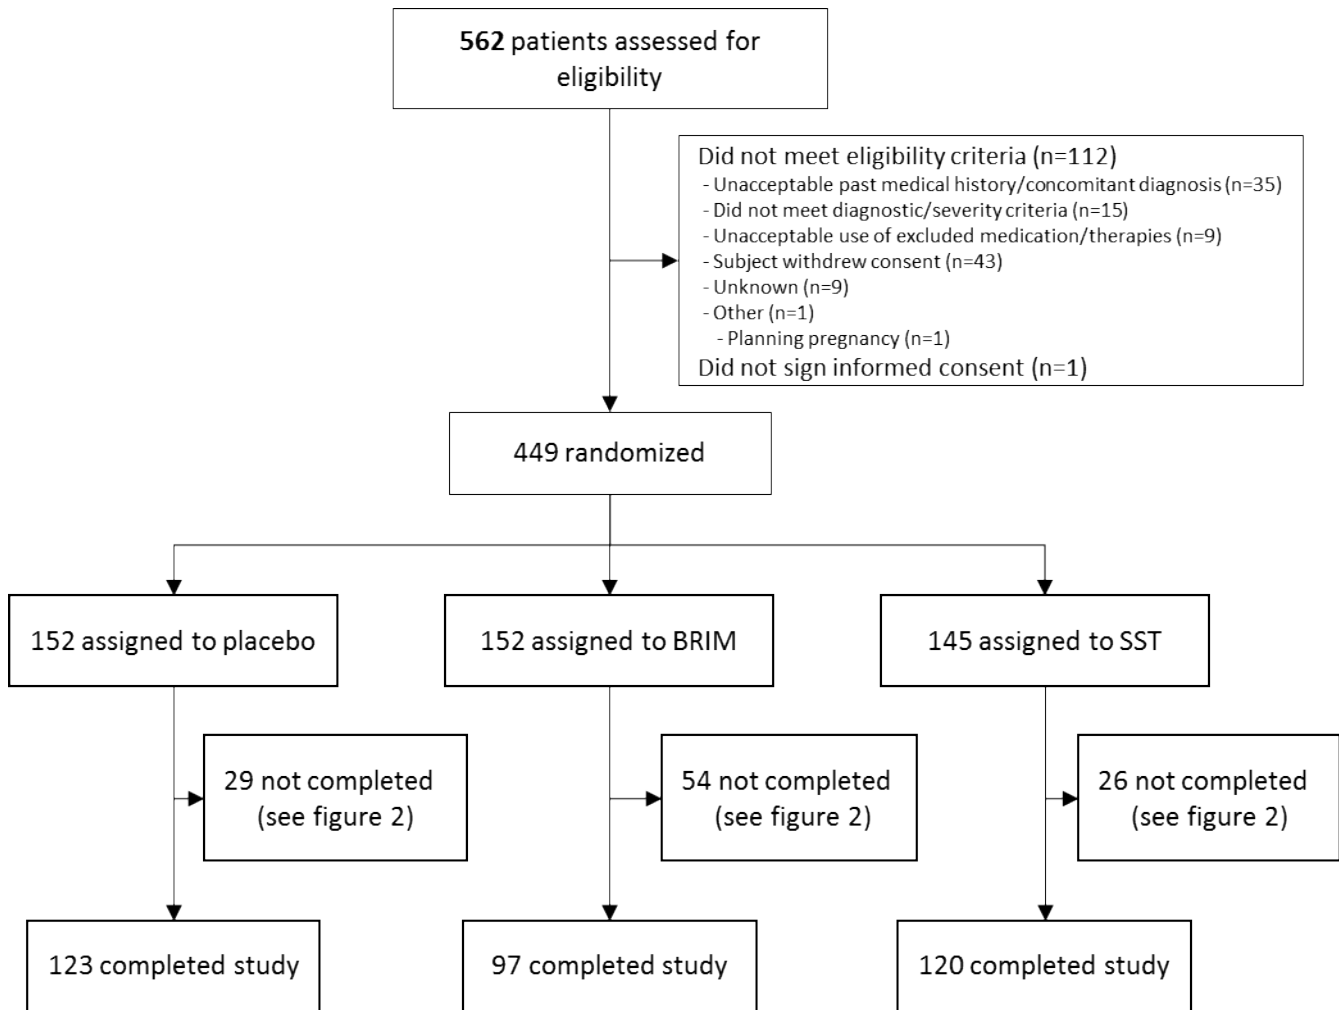 562 patients assessed for
eligibility
Did not meet eligibility criteria (n=112)
- Unacceptable past medical history/concomitant diagnosis (n=35)
- Did not meet diagnostic/severity criteria (n=15)
- Unacceptable use of excluded medication/therapies (n=9)
- Subject withdrew consent (n=43)
- Unknown (n=9)
- Other (n=1)
- Planning pregnancy (n=1)
Did not sign informed consent (n=1)
449 randomized
152 assigned to placebo
152 assigned to BRIM
145 assigned to SST
29 not completed
(see figure 2)
54 not completed
(see figure 2)
26 not completed
(see figure 2)
123 completed study
97 completed study
120 completed study